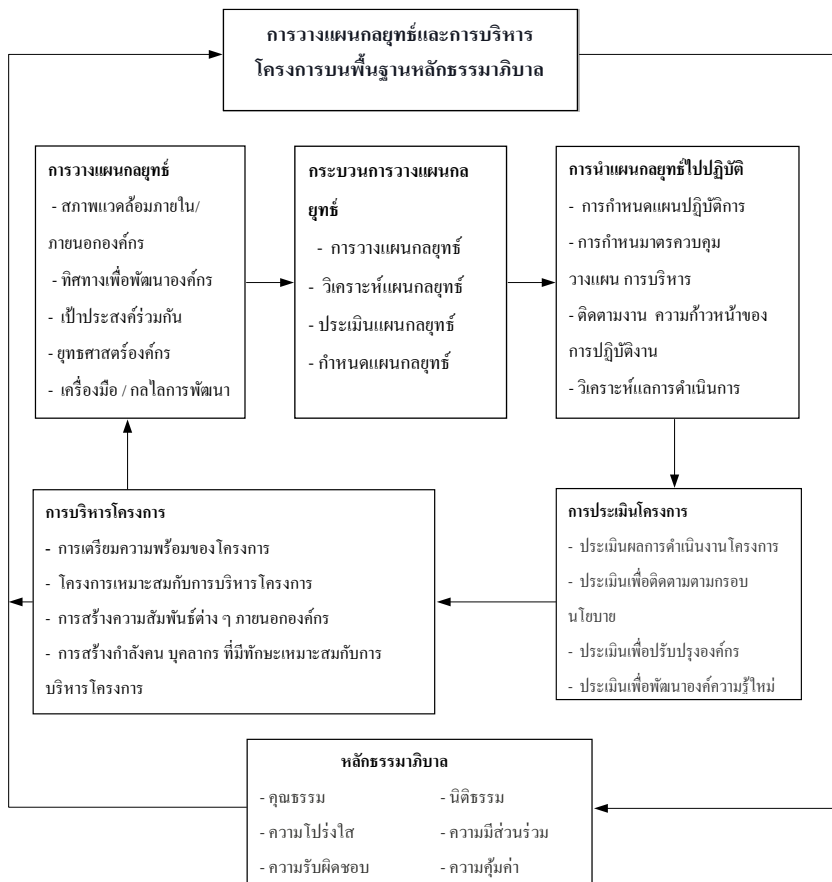 การวางแผนกลยุทธ์และการบริหาร
โครงการบนพื้นฐานหลักธรรมาภิบาล
การวางแผนกลยุทธ์
- สภาพแวดล้อมภายใน/
ภายนอกองค์กร
- ทิศทางเพื่อพัฒนาองค์กร
- เป้าประสงค์ร่วมกัน
- ยุทธศาสตร์องค์กร
- เครื่องมือ / กลไลการพัฒนา
กระบวนการวางแผนกล
ยุทธ์
- การวางแผนกลยุทธ์
- วิเคราะห์แผนกลยุทธ์
- ประเมินแผนกลยุทธ์
- กำหนดแผนกลยุทธ์
การนำแผนกลยุทธ์ไปปฏิบัติ
- การกำหนดแผนปฏิบัติการ
- การกำหนมาตรควบคุม
วางแผน การบริหาร
- ติดตามงาน ความก้าวหน้าของ
การปฏิบัติงาน
- วิเคราะห์แลการดำเนินการ
การบริหารโครงการ
- การเตรียมความพร้อมของโครงการ
- โครงการเหมาะสมกับการบริหารโครงการ
- การสร้างความสัมพันธ์ต่าง ๆ ภายนอกองค์กร
- การสร้างกำลังคน บุคลากร ที่มีทักษะเหมาะสมกับการ
บริหารโครงการ
การประเมินโครงการ
- ประเมินผลการดำเนินงานโครงการ
- ประเมินเพื่อติดตามตามกรอบ
นโยบาย
- ประเมินเพื่อปรับปรุงองค์กร
- ประเมินเพื่อพัฒนาองค์ความรู้ใหม่
หลักธรรมาภิบาล
- คุณธรรม - นิติธรรม
- ความโปร่งใส - ความมีส่วนร่วม
- ความรับผิดชอบ - ความคุ้มค่า